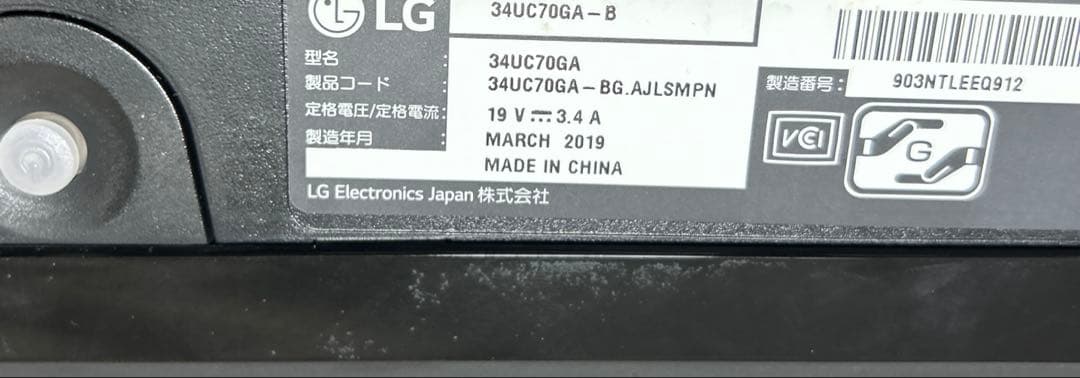 LG 34UC70GA-B
型名 : 34UC70GA
製品コード : 34UC70GA-BG.AJLSMPN
定格電圧/定格電流: 19 V⎓3.4 A
製造年月 : MARCH 2019
MADE IN CHINA
LG Electronics Japan 株式会社
製造番号: 903NTLEEQ912
VCCI
G